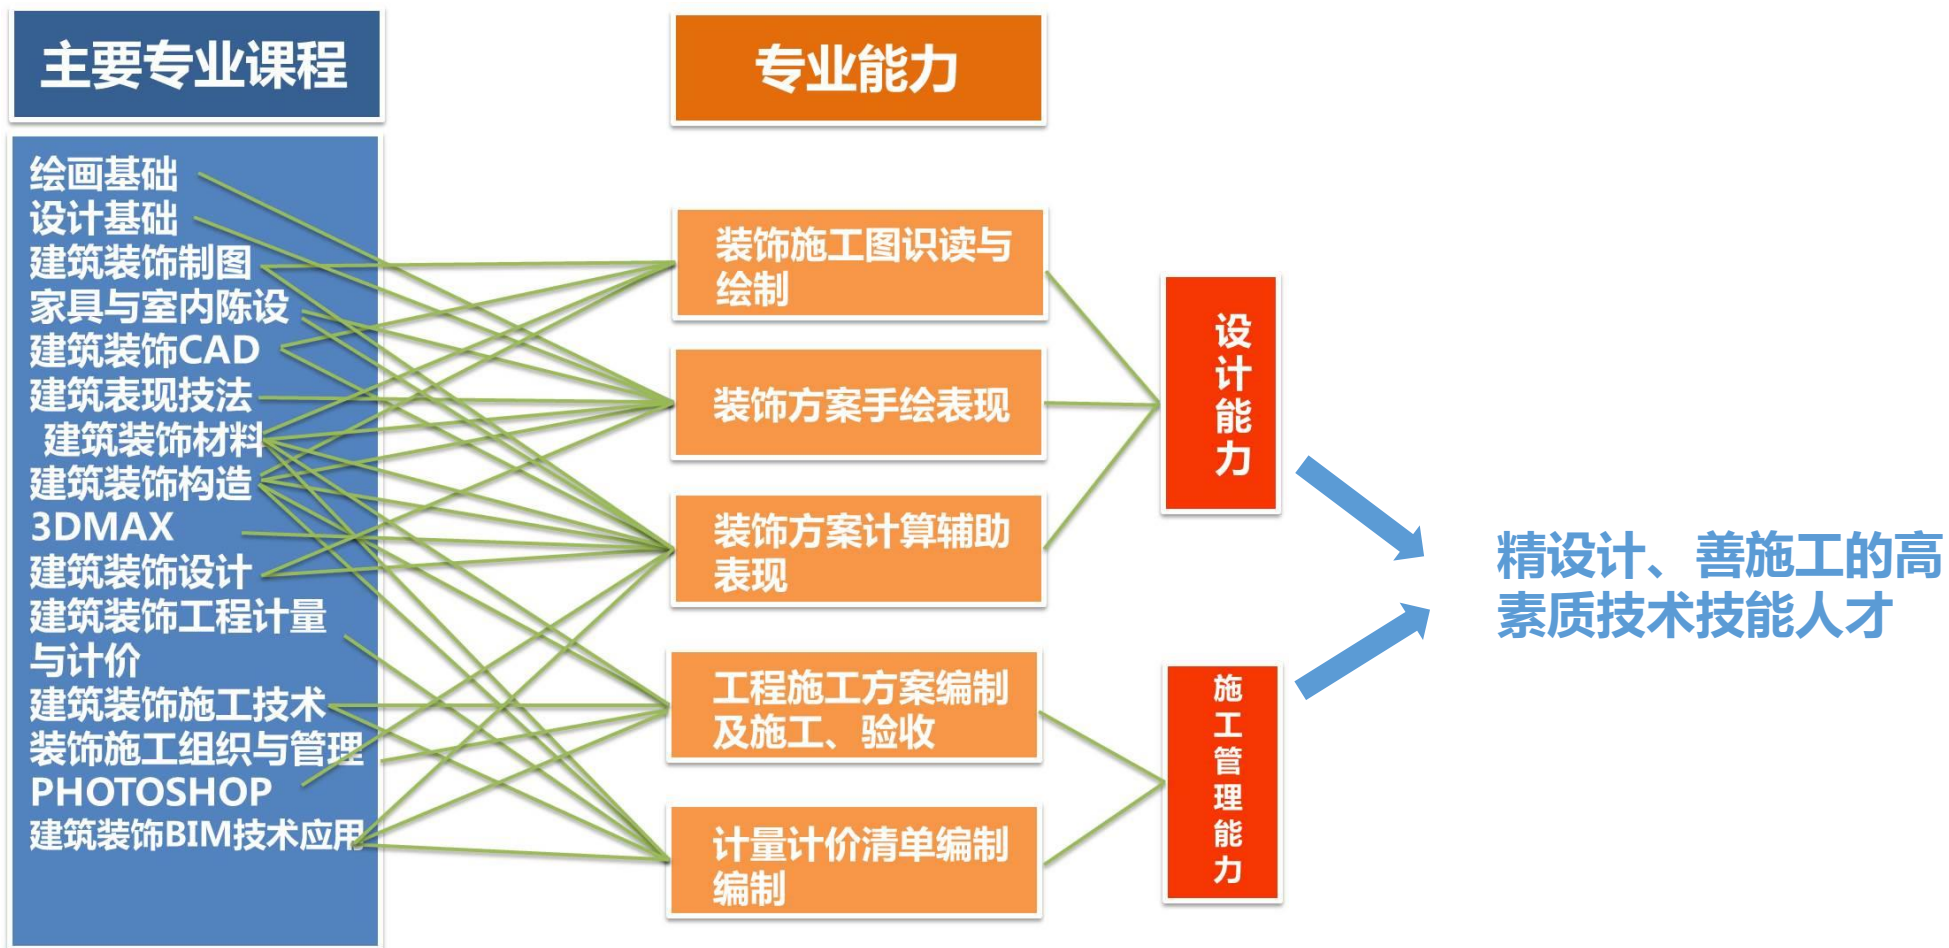 主要专业课程
专业能力
绘画基础
设计基础
建筑装饰制图
家具与室内陈设
建筑装饰CAD
建筑表现技法
建筑装饰材料
建筑装饰构造
3DMAX
建筑装饰设计
建筑装饰工程计量
与计价
建筑装饰施工技术
装饰施工组织与管理
PHOTOSHOP
建筑装饰BIM技术应用
装饰施工图识读与
绘制
装饰方案手绘表现
装饰方案计算辅助
表现
工程施工方案编制
及施工、验收
计量计价清单编制
编制
设计能力
施工管理能力
精设计、善施工的高
素质技术技能人才